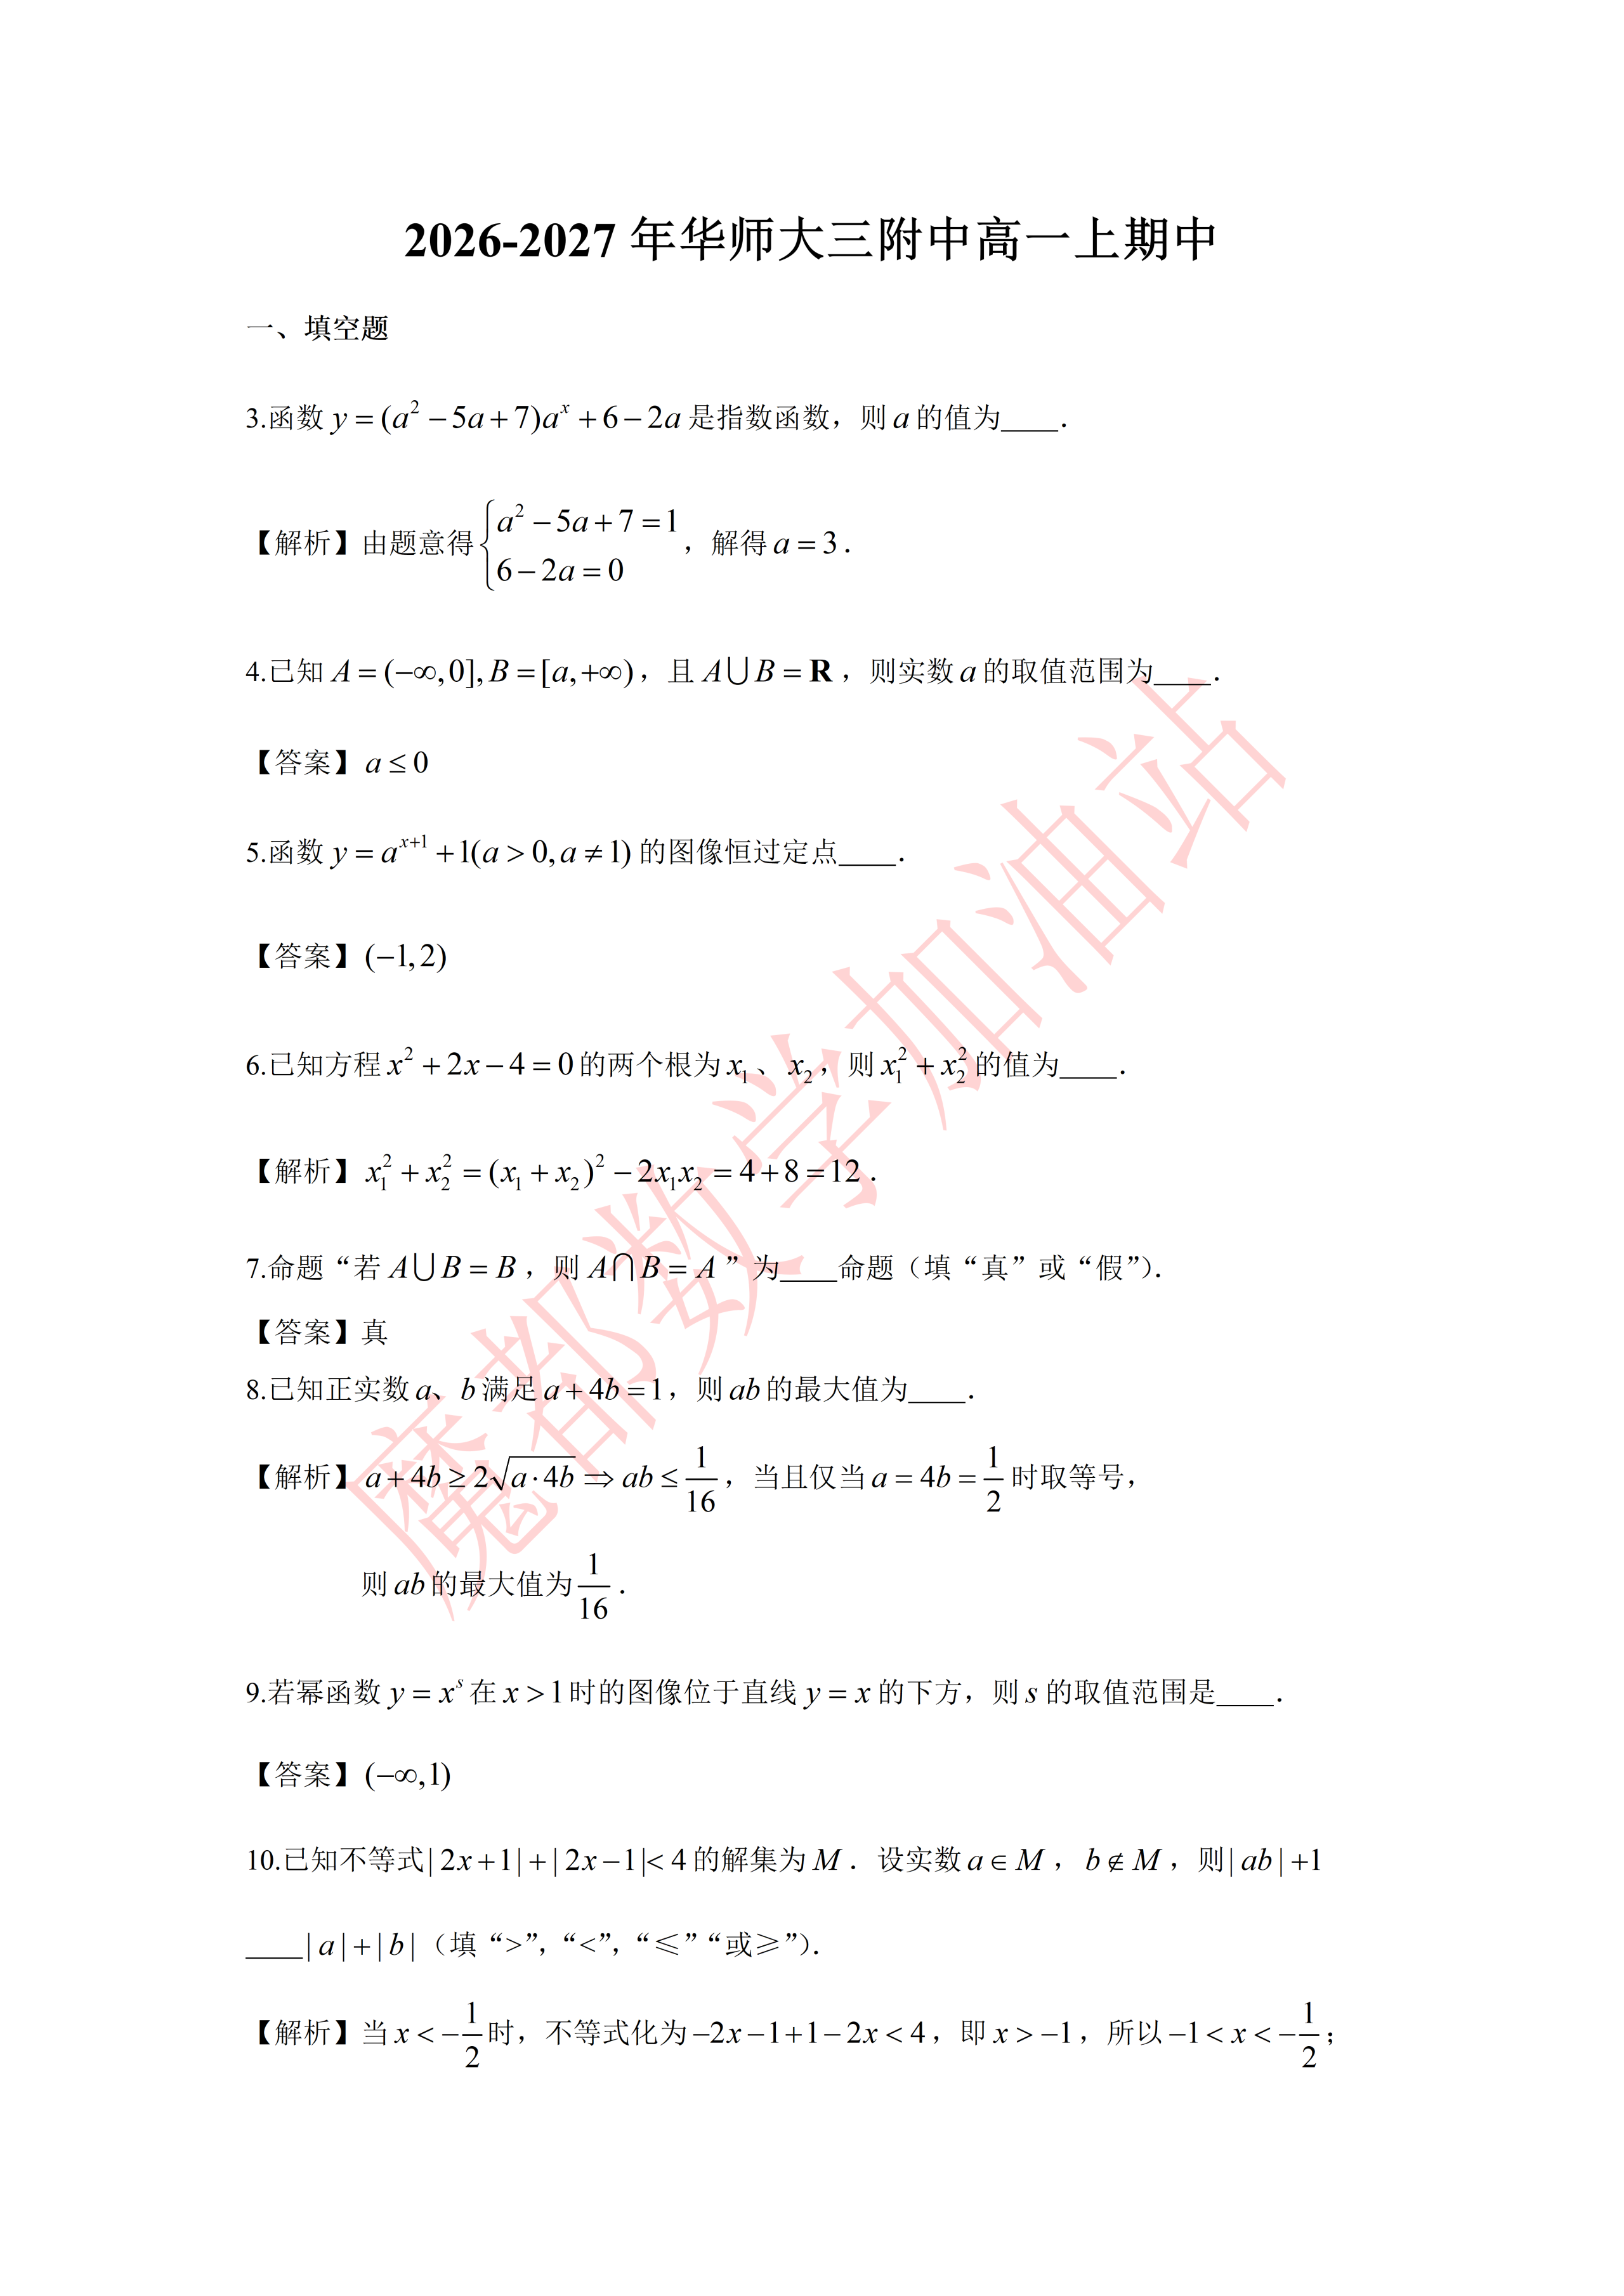 2026-2027 年华师大三附中高一上期中
一、填空题
3.函数 y = (a² − 5a + 7)aˣ + 6 − 2a 是指数函数，则 a 的值为____．
【解析】由题意得 { a² − 5a + 7 = 1
6 − 2a = 0 ，解得 a = 3．
4.已知 A = (−∞,0], B = [a,+∞)，且 A⋃B = R，则实数 a 的取值范围为____．
【答案】a ≤ 0
5.函数 y = aˣ⁺¹ + 1(a > 0, a ≠ 1) 的图像恒过定点____．
【答案】(−1,2)
6.已知方程 x² + 2x − 4 = 0 的两个根为 x₁、x₂，则 x₁² + x₂² 的值为____．
【解析】x₁² + x₂² = (x₁ + x₂)² − 2x₁x₂ = 4 + 8 = 12．
7.命题“若 A⋃B = B，则 A⋂B = A”为____命题（填“真”或“假”）．
【答案】真
8.已知正实数 a、b 满足 a + 4b = 1，则 ab 的最大值为____．
【解析】a + 4b ≥ 2√(a·4b) ⇒ ab ≤ 1/16，当且仅当 a = 4b = 1/2 时取等号，
则 ab 的最大值为 1/16．
9.若幂函数 y = xˢ 在 x > 1 时的图像位于直线 y = x 的下方，则 s 的取值范围是____．
【答案】(−∞,1)
10.已知不等式 | 2x + 1 | + | 2x − 1 |< 4 的解集为 M．设实数 a ∈ M，b ∉ M，则 | ab | +1
____| a | + | b |（填“>”，“<”，“≤”“或≥”）．
【解析】当 x < −1/2 时，不等式化为 −2x − 1 + 1 − 2x < 4，即 x > −1，所以 −1 < x < −1/2；
魔都数学加油站